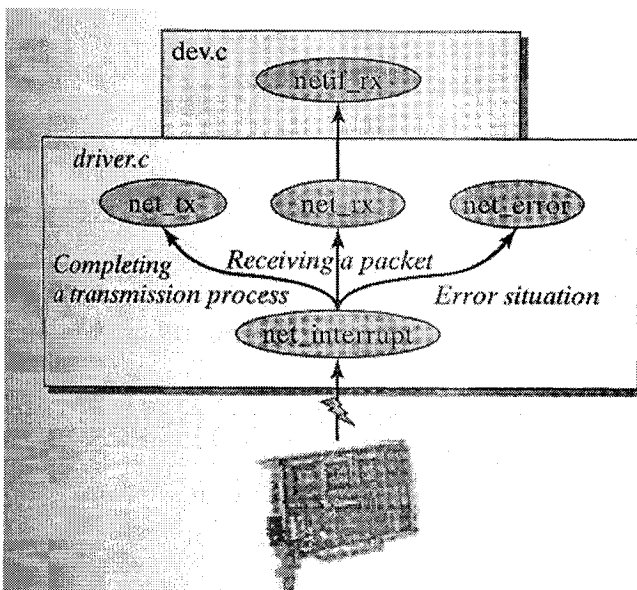 dev.c
netif_rx
driver.c
net_tx
net_rx
net_error
Completing
a transmission process
Receiving a packet
Error situation
net_interrupt